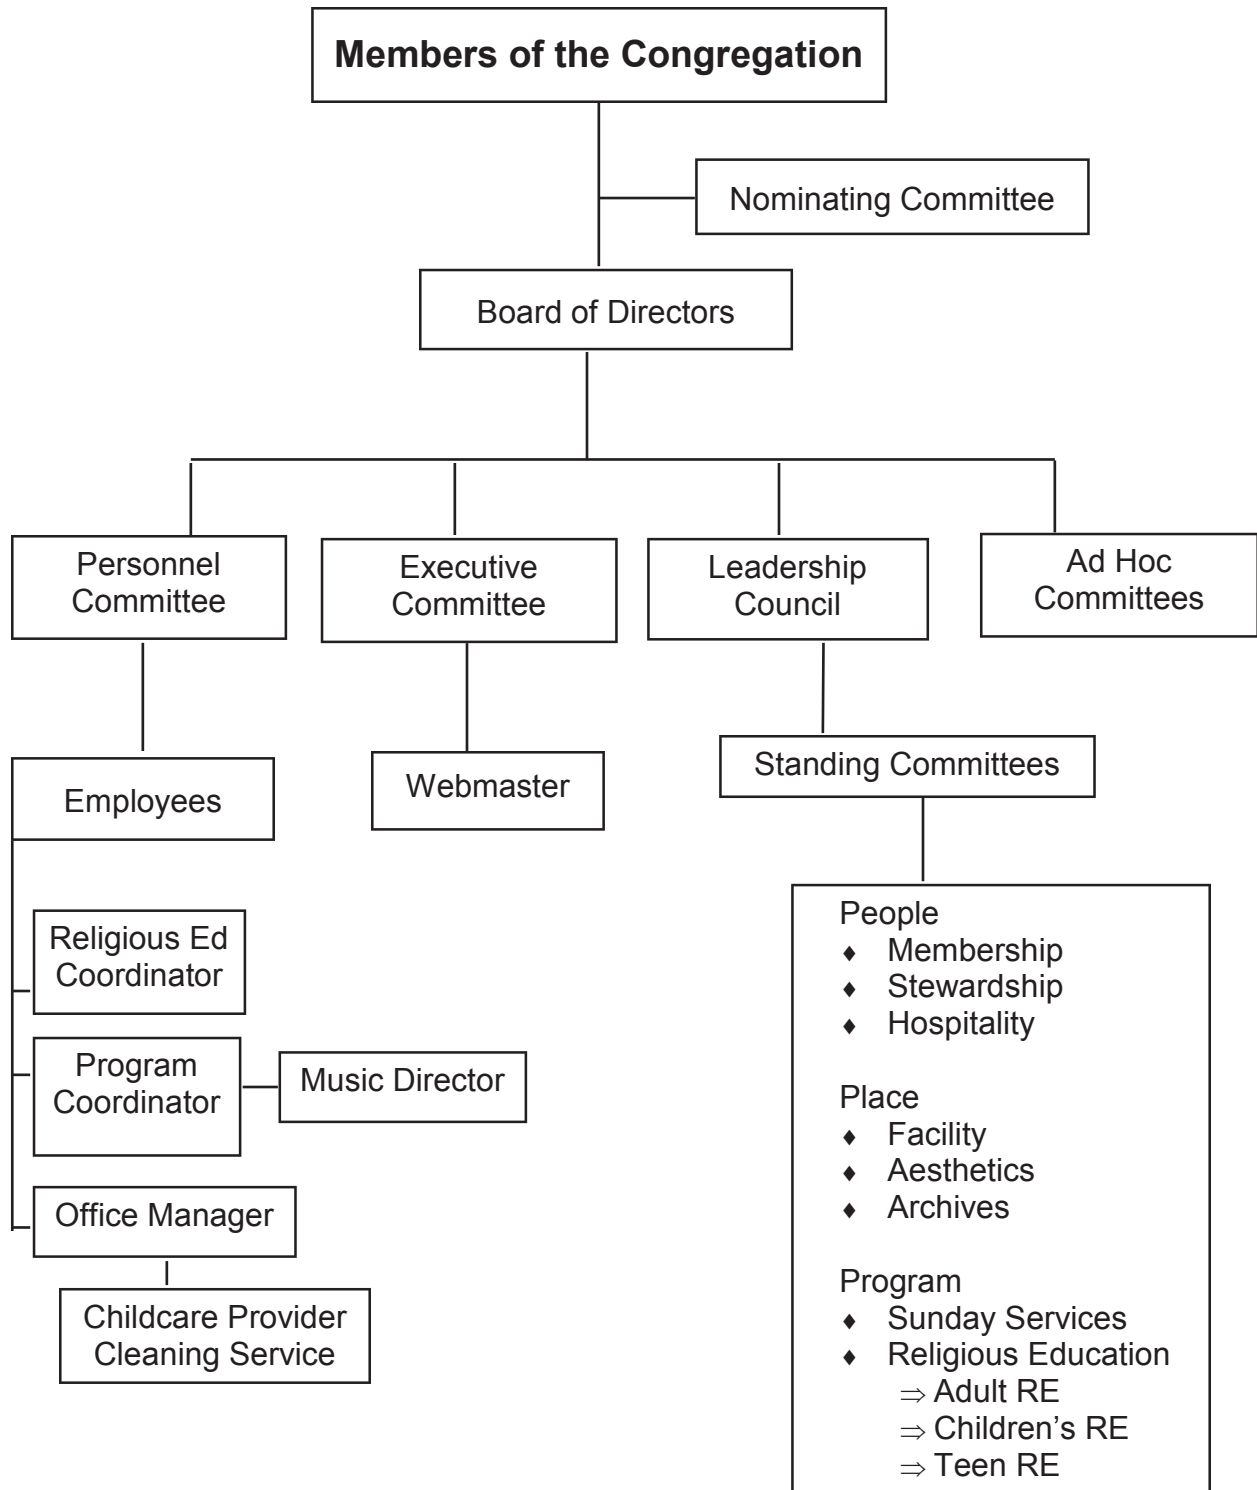 Members of the Congregation
Nominating Committee
Board of Directors
Personnel
Committee
Executive
Committee
Leadership
Council
Ad Hoc
Committees
Employees
Webmaster
Standing Committees
Religious Ed
Coordinator
Program
Coordinator
Music Director
Office Manager
Childcare Provider
Cleaning Service
People
♦ Membership
♦ Stewardship
♦ Hospitality
Place
♦ Facility
♦ Aesthetics
♦ Archives
Program
♦ Sunday Services
♦ Religious Education
⇒ Adult RE
⇒ Children’s RE
⇒ Teen RE